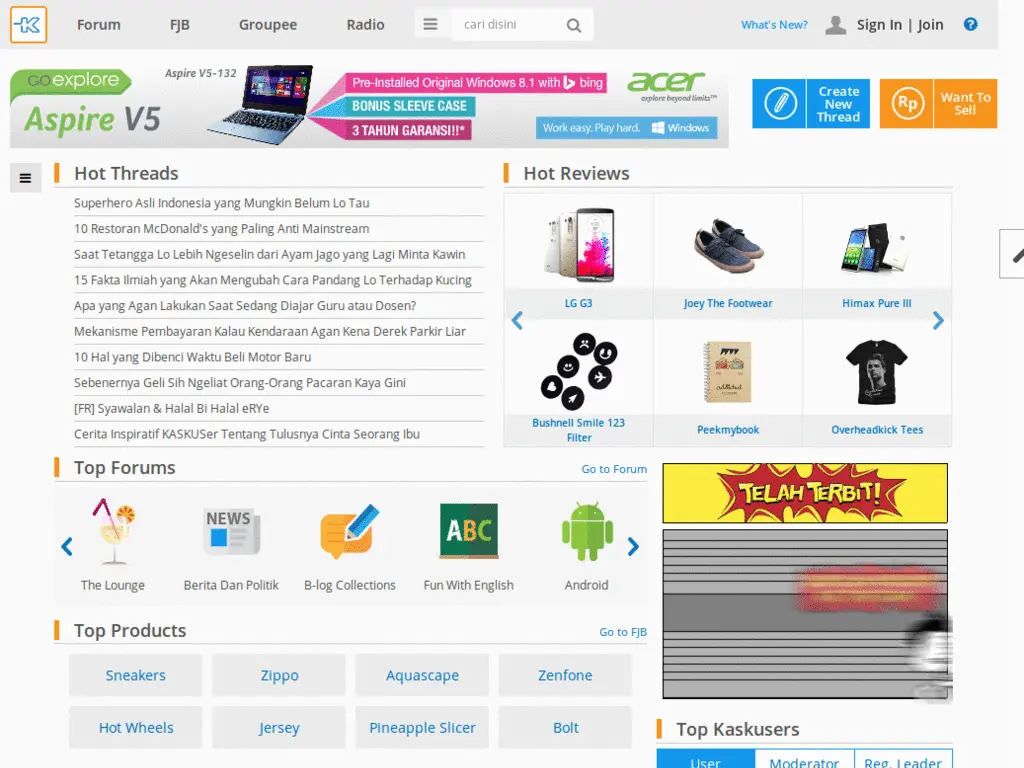 Forum
FJB
Groupee
Radio
cari disini
What's New?
Sign In | Join
?
goexplore
Aspire V5
Aspire V5-132
Pre-Installed Original Windows 8.1 with bing
BONUS SLEEVE CASE
3 TAHUN GARANSI!!*
acer
explore beyond limits™
Work easy. Play hard. Windows
Create
New
Thread
Rp
Want To
Sell
Hot Threads
Superhero Asli Indonesia yang Mungkin Belum Lo Tau
10 Restoran McDonald's yang Paling Anti Mainstream
Saat Tetangga Lo Lebih Ngeselin dari Ayam Jago yang Lagi Minta Kawin
15 Fakta Ilmiah yang Akan Mengubah Cara Pandang Lo Terhadap Kucing
Apa yang Agan Lakukan Saat Sedang Diajar Guru atau Dosen?
Mekanisme Pembayaran Kalau Kendaraan Agan Kena Derek Parkir Liar
10 Hal yang Dibenci Waktu Beli Motor Baru
Sebenernya Geli Sih Ngeliat Orang-Orang Pacaran Kaya Gini
[FR] Syawalan & Halal Bi Halal eRYe
Cerita Inspiratif KASKUSer Tentang Tulusnya Cinta Seorang Ibu
Hot Reviews
LG G3
Joey The Footwear
Himax Pure III
Bushnell Smile 123
Filter
Peekmybook
Overheadkick Tees
Top Forums
Go to Forum
NEWS
ABC
The Lounge
Berita Dan Politik
B-log Collections
Fun With English
Android
TELAH TERBIT!
Top Products
Go to FJB
Sneakers
Zippo
Aquascape
Zenfone
Hot Wheels
Jersey
Pineapple Slicer
Bolt
Top Kaskusers
User
Moderator
Reg. Leader